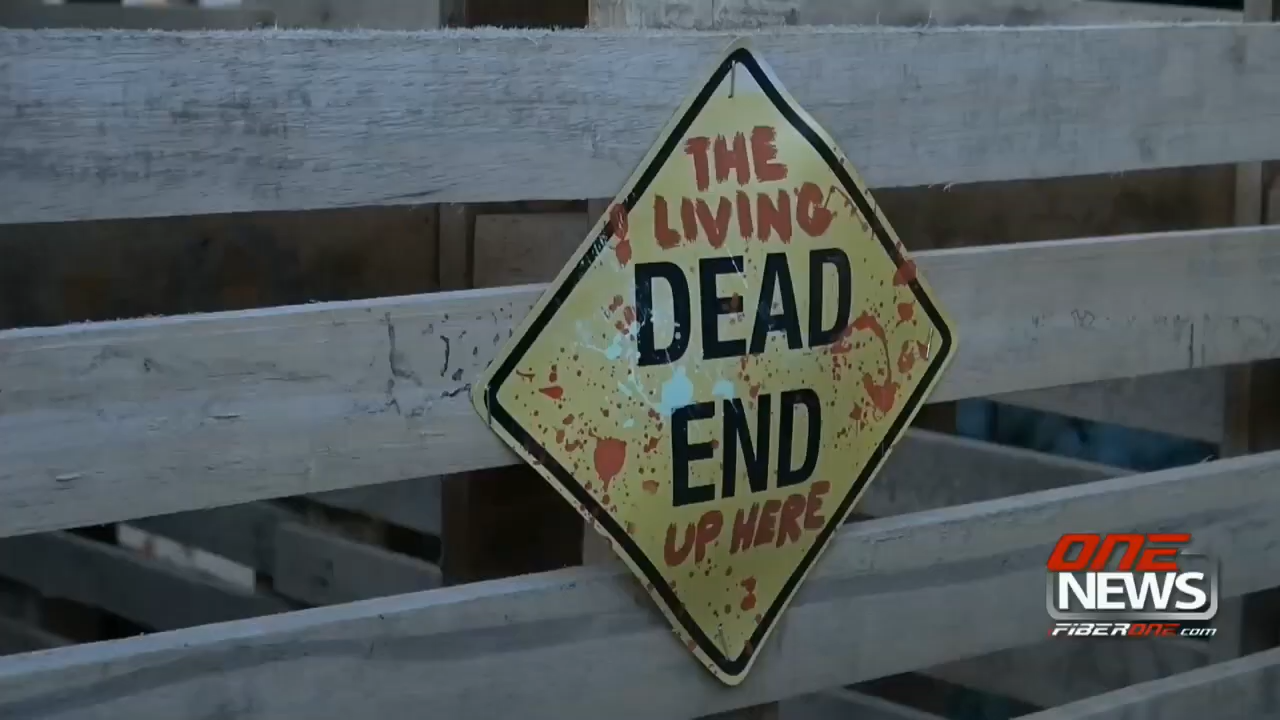 THE
LIVING
DEAD
END
UP HERE
ONE
NEWS
FIBERONE.com